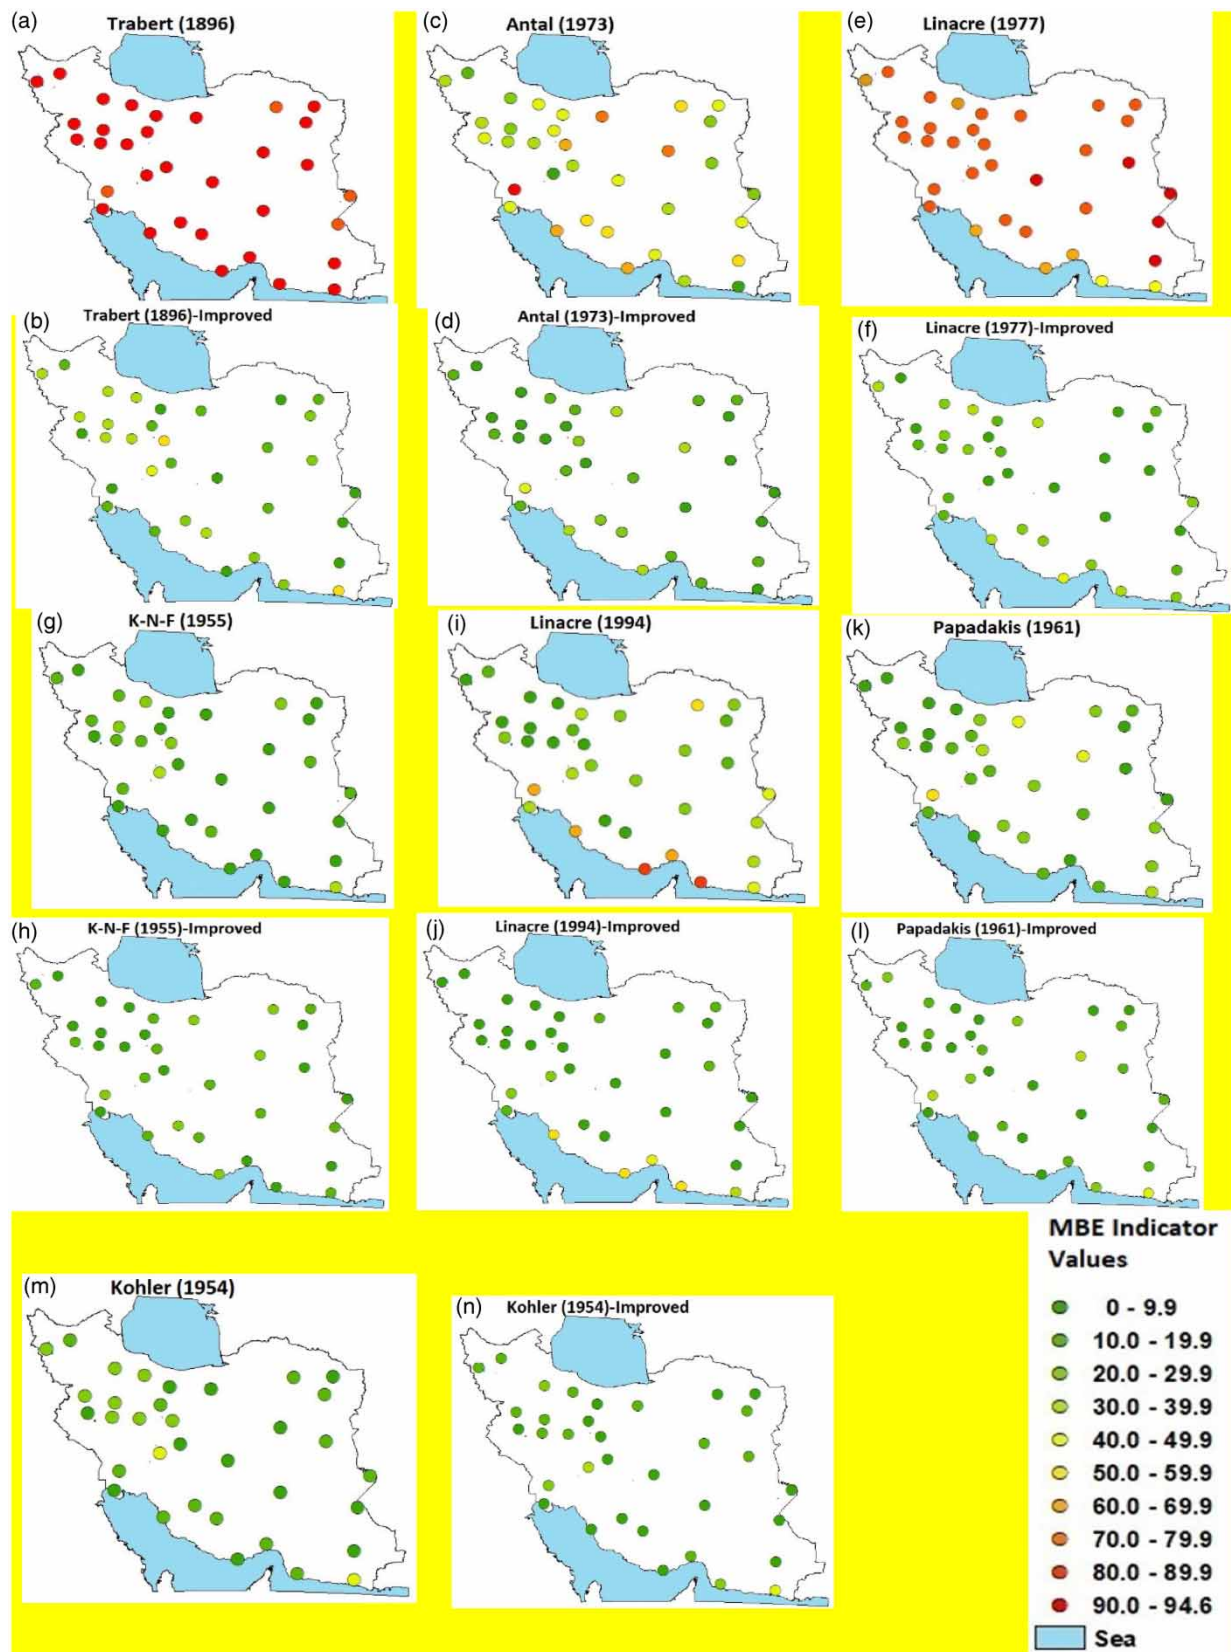 (a)
Trabert (1896)
(c)
Antal (1973)
(e)
Linacre (1977)
(b)
Trabert (1896)-Improved
(d)
Antal (1973)-Improved
(f)
Linacre (1977)-Improved
(g)
K-N-F (1955)
(i)
Linacre (1994)
(k)
Papadakis (1961)
(h)
K-N-F (1955)-Improved
(j)
Linacre (1994)-Improved
(l)
Papadakis (1961)-Improved
(m)
Kohler (1954)
(n)
Kohler (1954)-Improved
MBE Indicator
Values
0 - 9.9
10.0 - 19.9
20.0 - 29.9
30.0 - 39.9
40.0 - 49.9
50.0 - 59.9
60.0 - 69.9
70.0 - 79.9
80.0 - 89.9
90.0 - 94.6
Sea